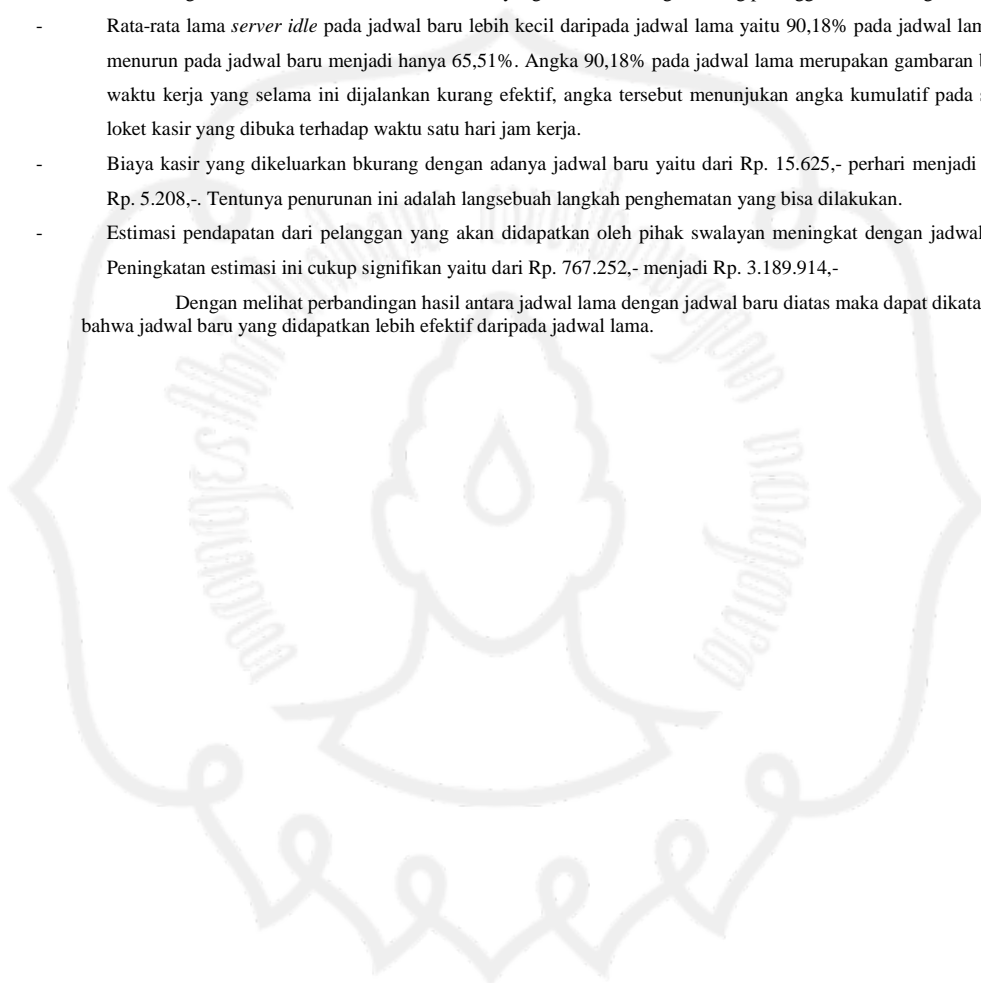 - Rata-rata lama server idle pada jadwal baru lebih kecil daripada jadwal lama yaitu 90,18% pada jadwal
menurun pada jadwal baru menjadi hanya 65,51%. Angka 90,18% pada jadwal lama merupakan gambaran
waktu kerja yang selama ini dijalankan kurang efektif, angka tersebut menunjukan angka kumulatif pada
loket kasir yang dibuka terhadap waktu satu hari jam kerja.
- Biaya kasir yang dikeluarkan bkurang dengan adanya jadwal baru yaitu dari Rp. 15.625,- perhari menjadi
Rp. 5.208,-. Tentunya penurunan ini adalah langsebuah langkah penghematan yang bisa dilakukan.
- Estimasi pendapatan dari pelanggan yang akan didapatkan oleh pihak swalayan meningkat dengan jadwal
Peningkatan estimasi ini cukup signifikan yaitu dari Rp. 767.252,- menjadi Rp. 3.189.914,-
Dengan melihat perbandingan hasil antara jadwal lama dengan jadwal baru diatas maka dapat
bahwa jadwal baru yang didapatkan lebih efektif daripada jadwal lama.